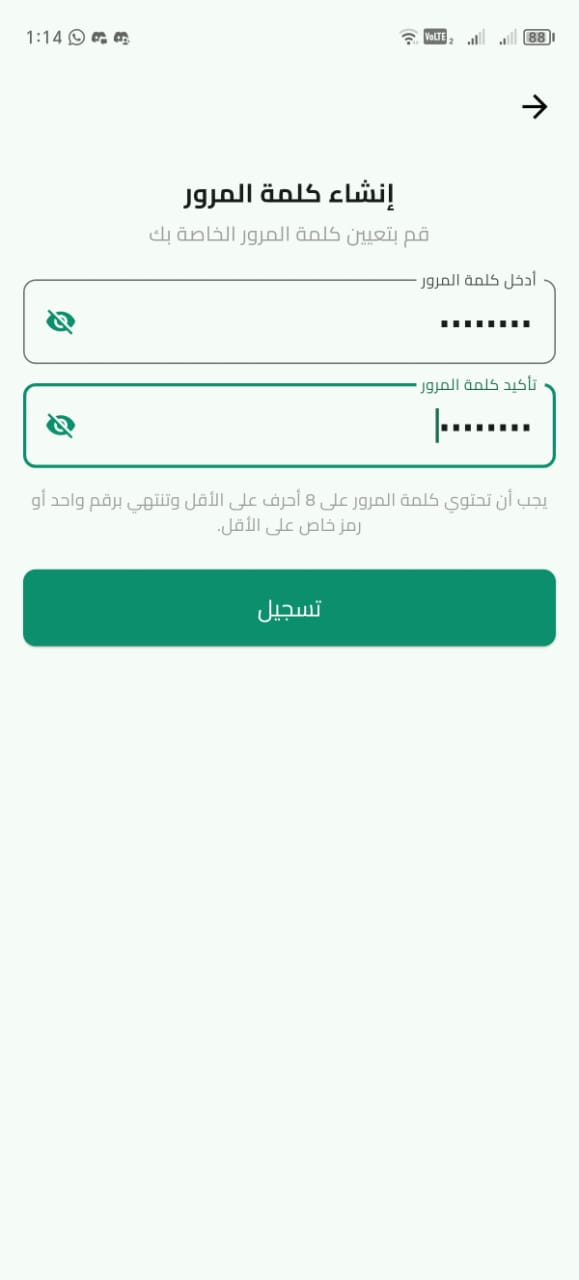 1:14
VoLTE 2
88
إنشاء كلمة المرور
قم بتعيين كلمة المرور الخاصة بك
أدخل كلمة المرور
........
تأكيد كلمة المرور
........
يجب أن تحتوي كلمة المرور على 8 أحرف على الأقل وتنتهي برقم واحد أو
رمز خاص على الأقل.
تسجيل